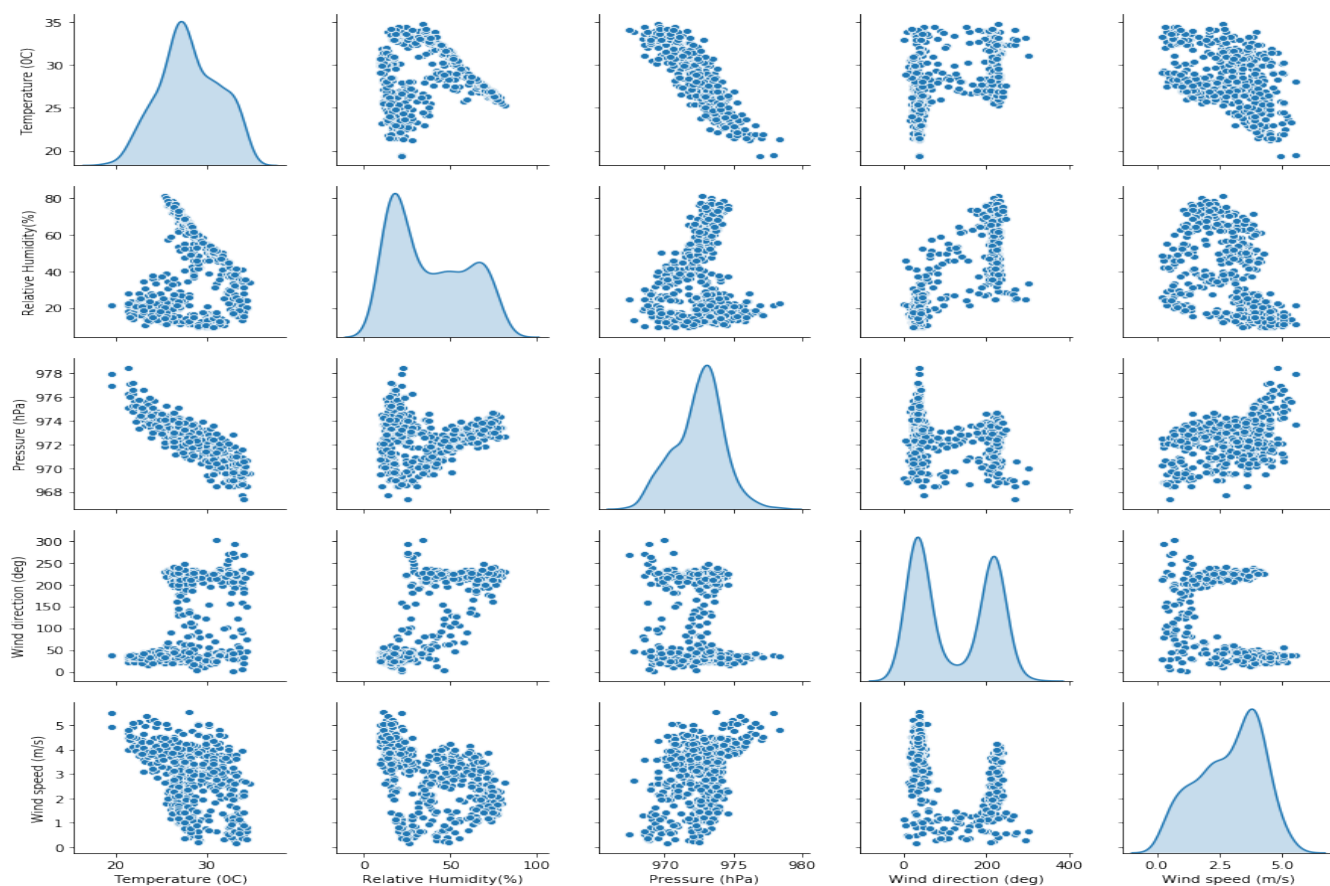 35
30
25
20
Temperature (0C)
80
60
40
20
Relative Humidity(%)
978
976
974
972
970
968
Pressure (hPa)
300
250
200
150
100
50
0
Wind direction (deg)
5
4
3
2
1
0
Wind speed (m/s)
20 30
0 50 100
970 975 980
0 200 400
0.0 2.5 5.0
Temperature (0C)
Relative Humidity(%)
Pressure (hPa)
Wind direction (deg)
Wind speed (m/s)